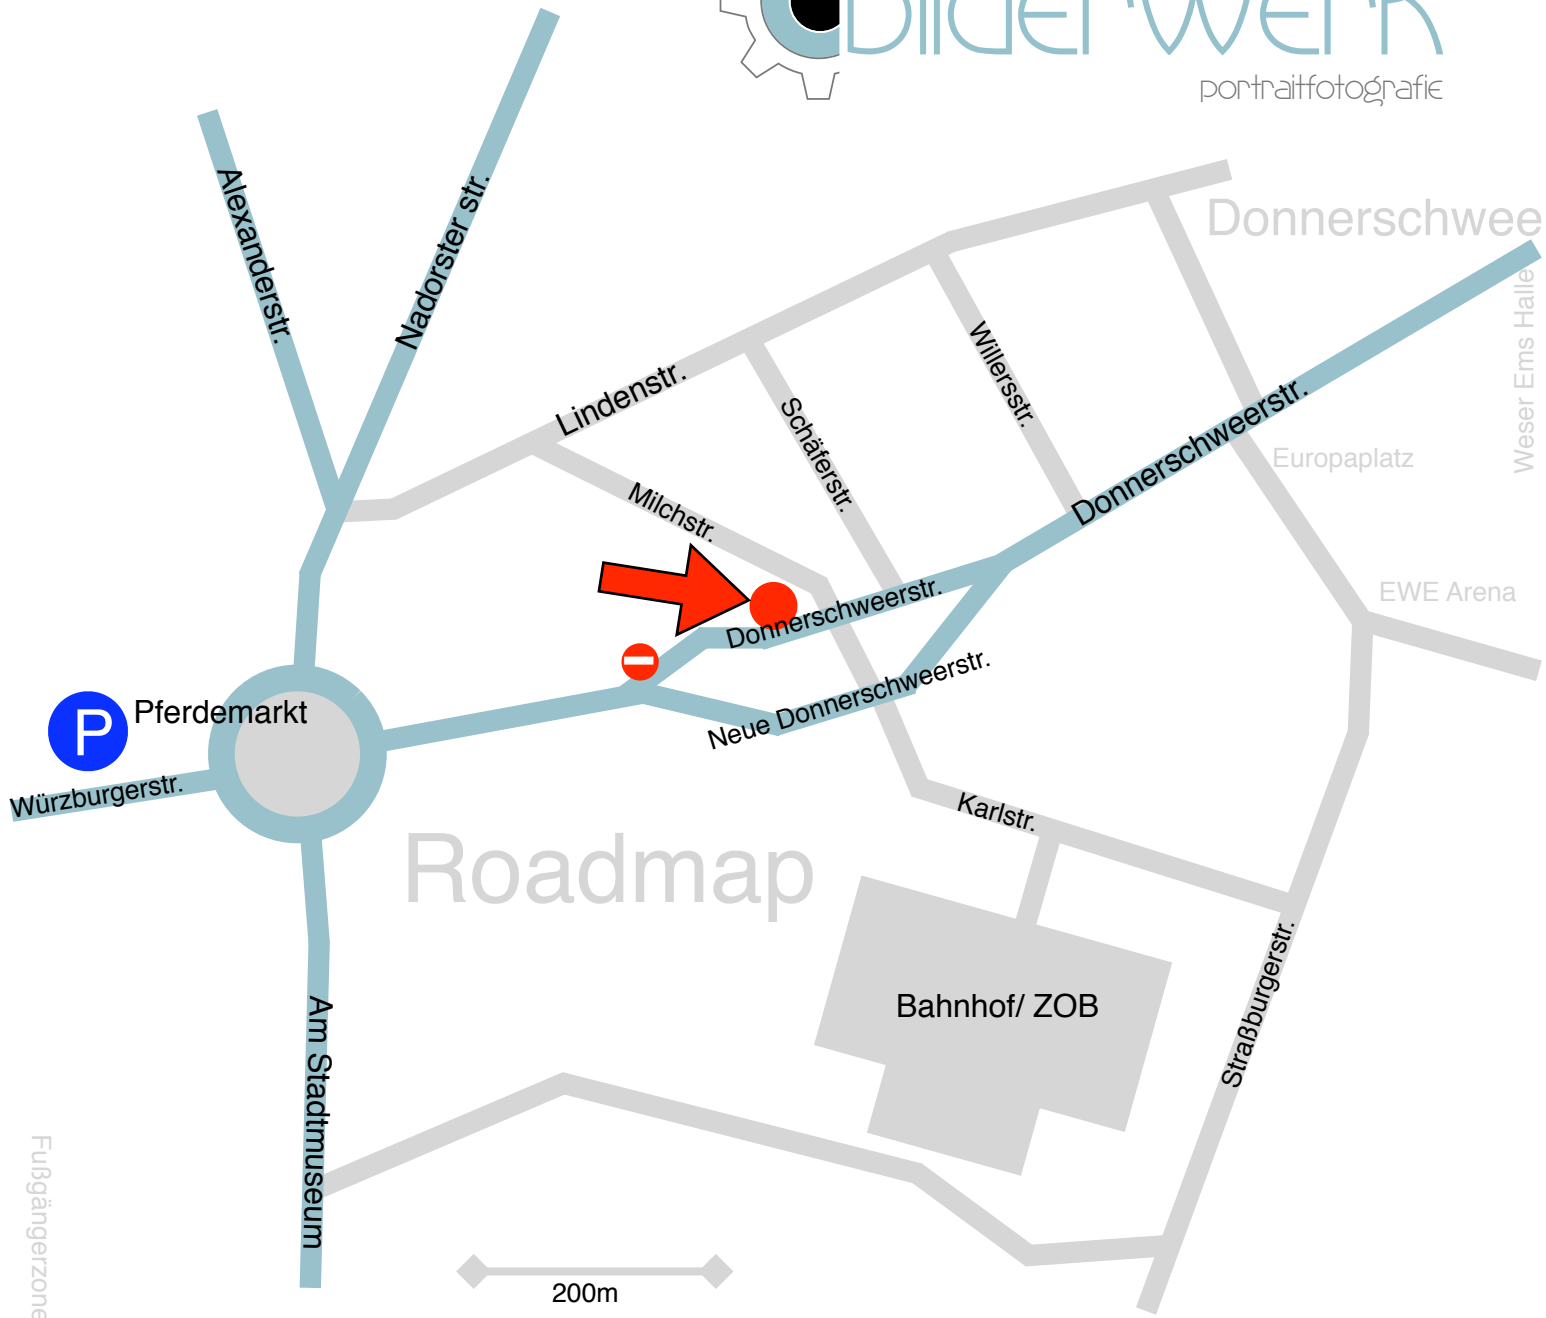 bilderwerk
portraitfotografie
Alexanderstr.
Nadorster str.
Donnerschwee
Weser Ems Halle
Lindenstr.
Willersstr.
Schäferstr.
Donnerschweerstr.
Europaplatz
Milchstr.
EWE Arena
Donnerschweerstr.
Neue Donnerschweerstr.
P
Pferdemarkt
Würzburgerstr.
Karlstr.
Roadmap
Bahnhof/ ZOB
Straßburgerstr.
Am Stadtmuseum
Fußgängerzone
200m